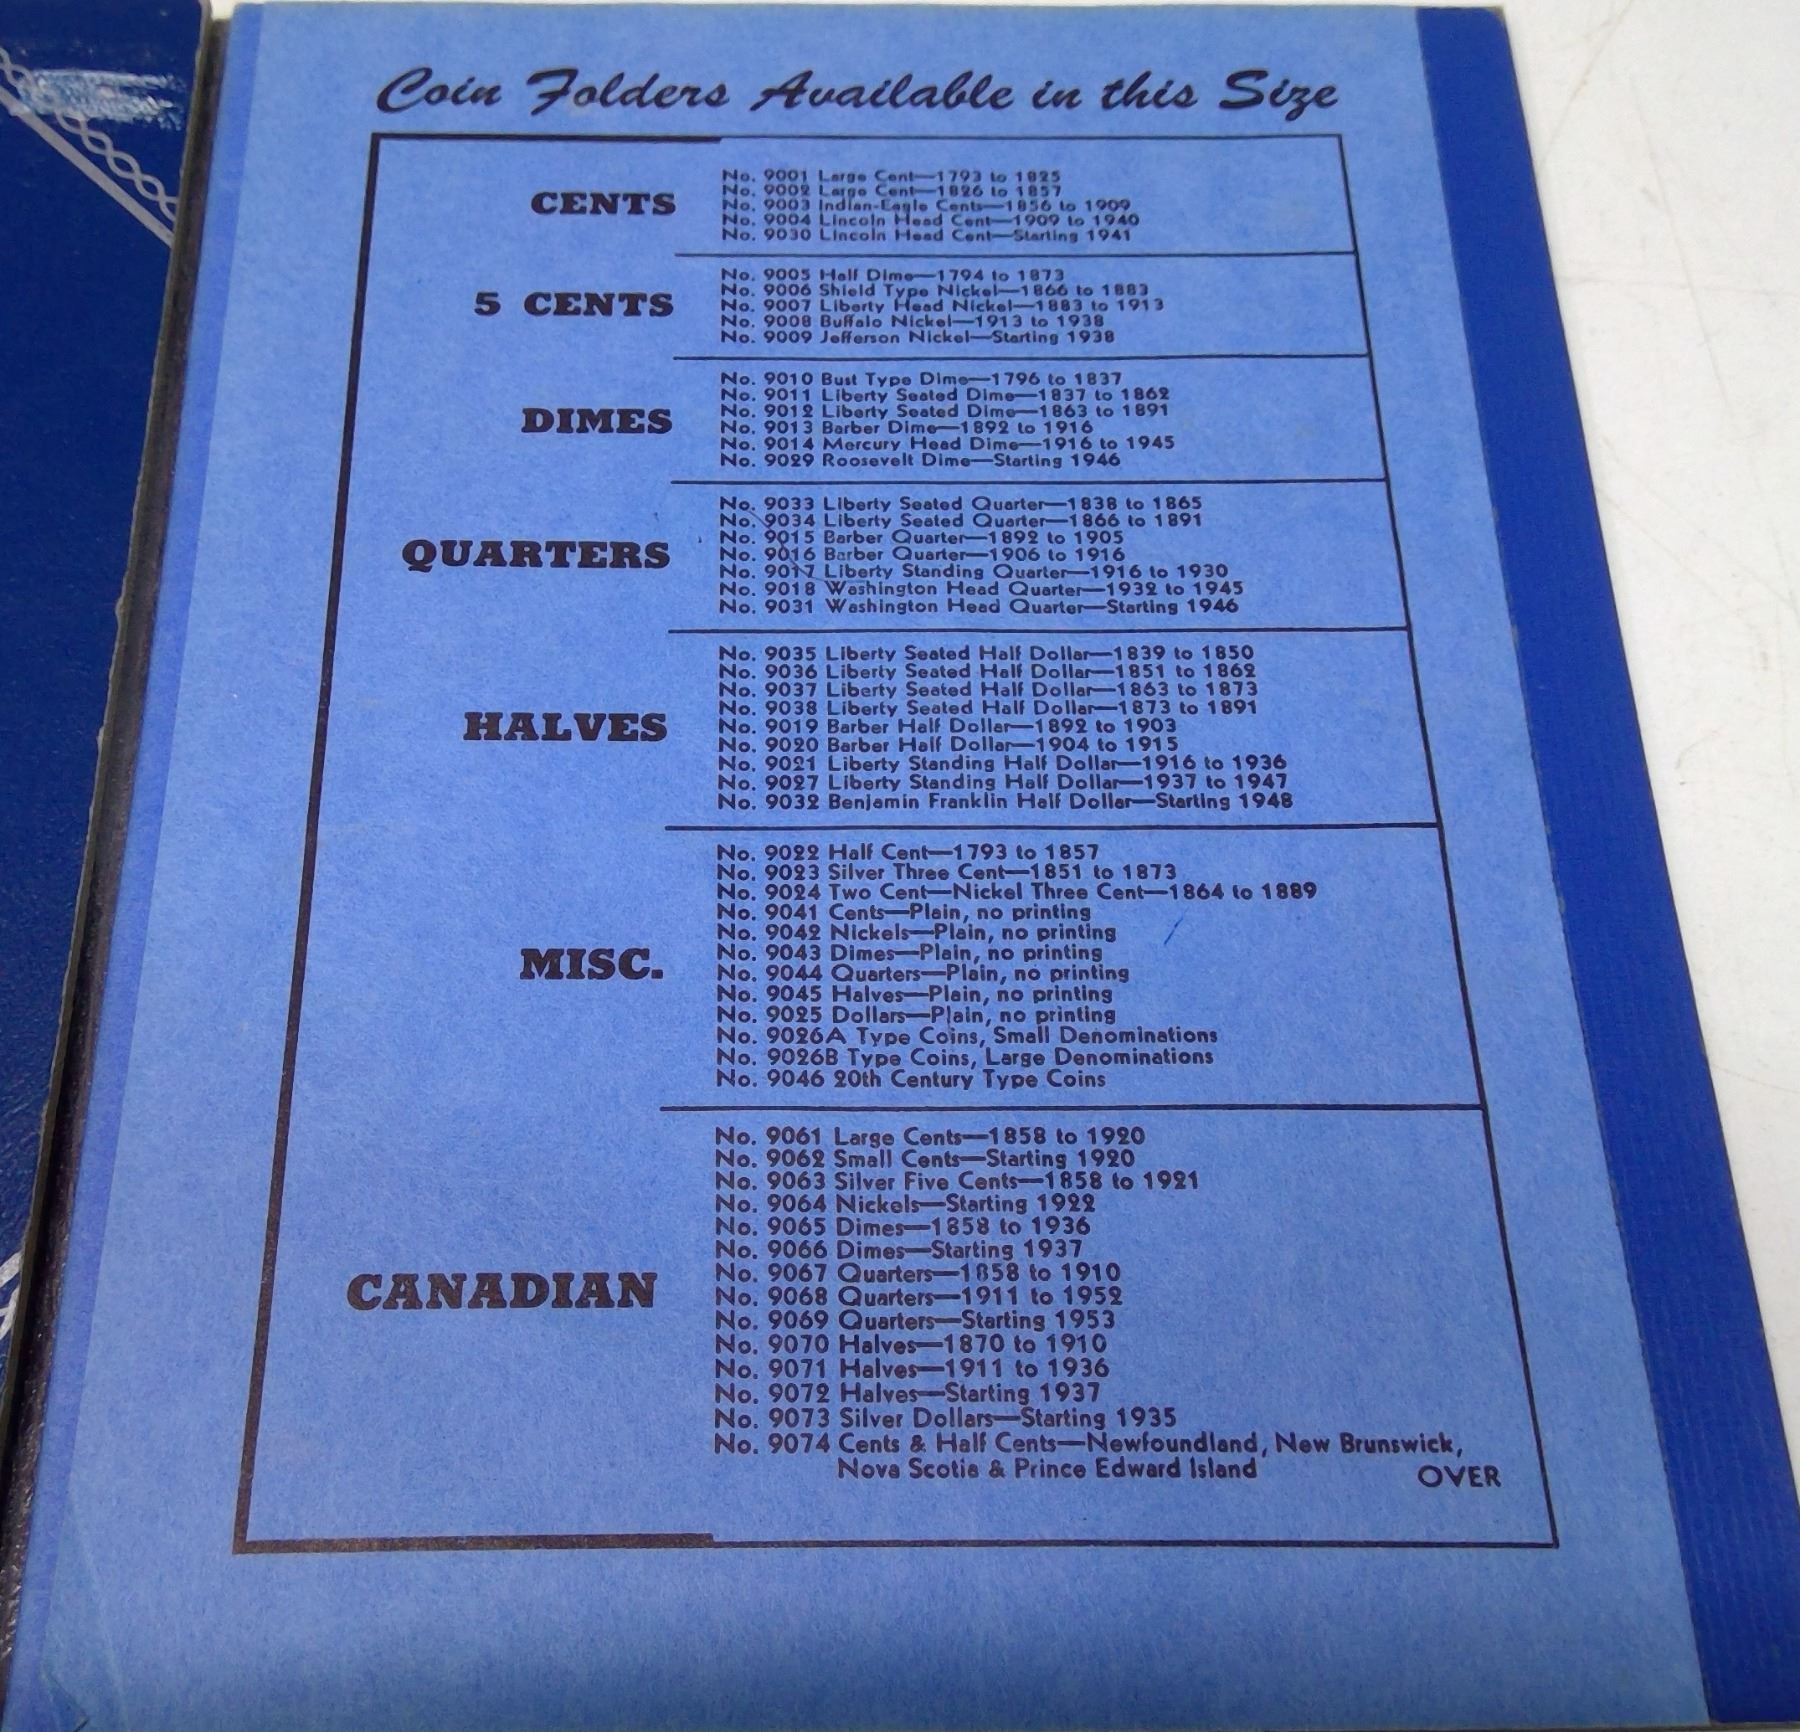 Coin Folders Available in this Size
CENTS
No. 9001 Large Cent—1793 to 1825
No. 9002 Large Cent—1826 to 1857
No. 9003 Indian-Eagle Cents—1856 to 1909
No. 9004 Lincoln Head Cent—1909 to 1940
No. 9030 Lincoln Head Cent—Starting 1941
5 CENTS
No. 9005 Half Dime—1794 to 1873
No. 9006 Shield Type Nickel—1866 to 1883
No. 9007 Liberty Head Nickel—1883 to 1913
No. 9008 Buffalo Nickel—1913 to 1938
No. 9009 Jefferson Nickel—Starting 1938
DIMES
No. 9010 Bust Type Dime—1796 to 1837
No. 9011 Liberty Seated Dime—1837 to 1862
No. 9012 Liberty Seated Dime—1863 to 1891
No. 9013 Barber Dime—1892 to 1916
No. 9014 Mercury Head Dime—1916 to 1945
No. 9029 Roosevelt Dime—Starting 1946
QUARTERS
No. 9033 Liberty Seated Quarter—1838 to 1865
No. 9034 Liberty Seated Quarter—1866 to 1891
No. 9015 Barber Quarter—1892 to 1905
No. 9016 Barber Quarter—1906 to 1916
No. 9017 Liberty Standing Quarter—1916 to 1930
No. 9018 Washington Head Quarter—1932 to 1945
No. 9031 Washington Head Quarter—Starting 1946
HALVES
No. 9035 Liberty Seated Half Dollar—1839 to 1850
No. 9036 Liberty Seated Half Dollar—1851 to 1862
No. 9037 Liberty Seated Half Dollar—1863 to 1873
No. 9038 Liberty Seated Half Dollar—1873 to 1891
No. 9019 Barber Half Dollar—1892 to 1903
No. 9020 Barber Half Dollar—1904 to 1915
No. 9021 Liberty Standing Half Dollar—1916 to 1936
No. 9027 Liberty Standing Half Dollar—1937 to 1947
No. 9032 Benjamin Franklin Half Dollar—Starting 1948
MISC.
No. 9022 Half Cent—1793 to 1857
No. 9023 Silver Three Cent—1851 to 1873
No. 9024 Two Cent—Nickel Three Cent—1864 to 1889
No. 9041 Cents—Plain, no printing
No. 9042 Nickels—Plain, no printing
No. 9043 Dimes—Plain, no printing
No. 9044 Quarters—Plain, no printing
No. 9045 Halves—Plain, no printing
No. 9025 Dollars—Plain, no printing
No. 9026A Type Coins, Small Denominations
No. 9026B Type Coins, Large Denominations
No. 9046 20th Century Type Coins
CANADIAN
No. 9061 Large Cents—1858 to 1920
No. 9062 Small Cents—Starting 1920
No. 9063 Silver Five Cents—1858 to 1921
No. 9064 Nickels—Starting 1922
No. 9065 Dimes—1858 to 1936
No. 9066 Dimes—Starting 1937
No. 9067 Quarters—1858 to 1910
No. 9068 Quarters—1911 to 1952
No. 9069 Quarters—Starting 1953
No. 9070 Halves—1870 to 1910
No. 9071 Halves—1911 to 1936
No. 9072 Halves—Starting 1937
No. 9073 Silver Dollars—Starting 1935
No. 9074 Cents & Half Cents—Newfoundland, New Brunswick,
Nova Scotia & Prince Edward Island
OVER